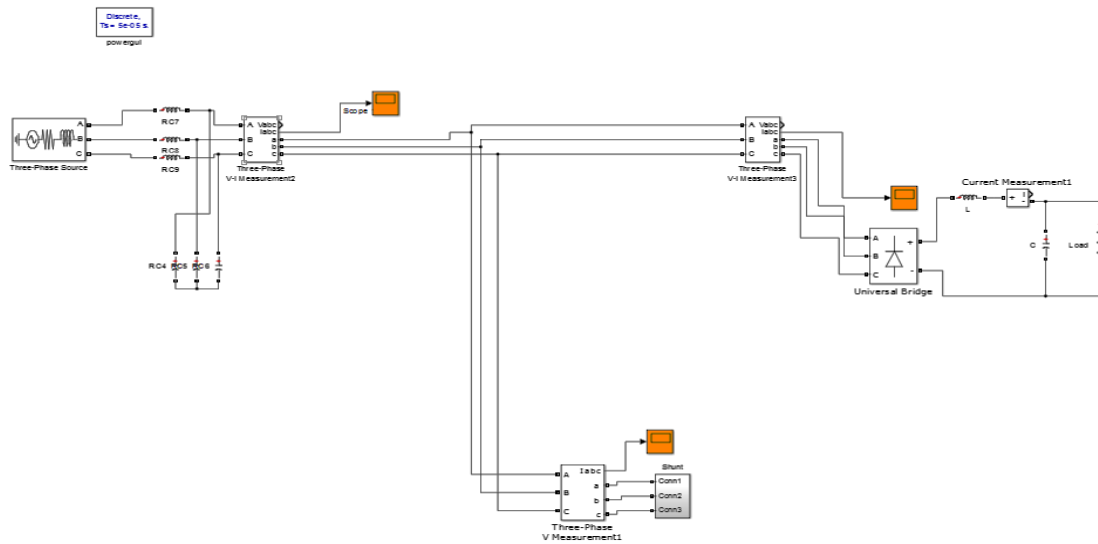 Discrete,
Ts = 5e-05 s.
powergui
A
B
C
Three-Phase Source
RC7
RC8
RC9
A
B
C
Vabc
Iabc
a
b
c
Three-Phase
V-I Measurement2
Scope
RC4
RC5
RC6
A
B
C
Vabc
Iabc
a
b
c
Three-Phase
V-I Measurement3
A
B
C
+
-
Universal Bridge
L
Current Measurement1
+
i
-
C
Load
A
B
C
Iabc
a
b
c
Three-Phase
V Measurement1
Shunt
Conn1
Conn2
Conn3